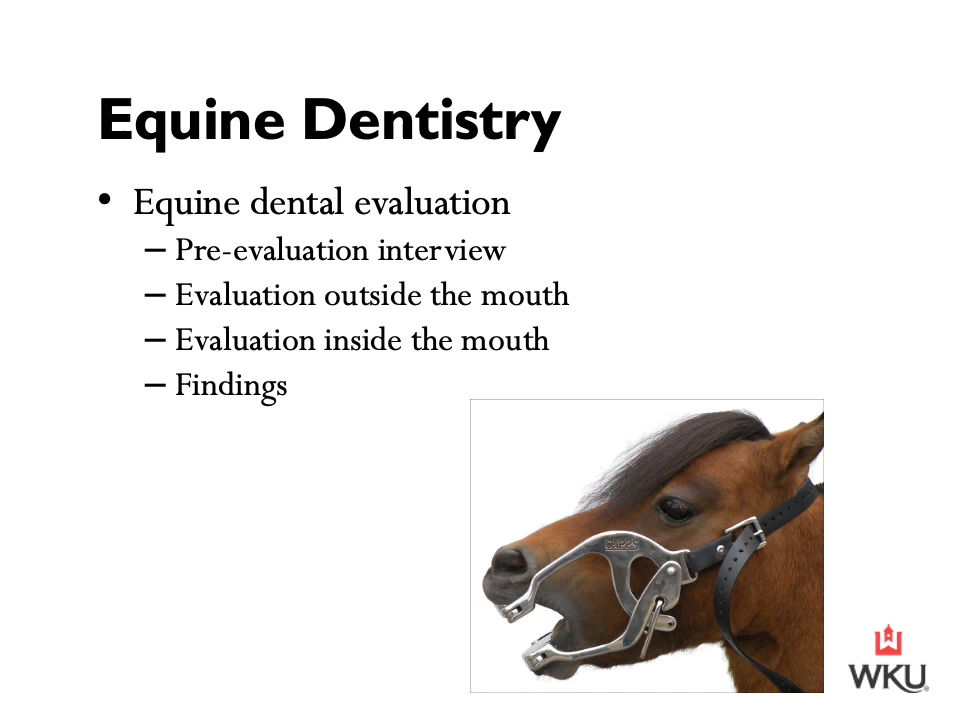 Equine Dentistry
• Equine dental evaluation
– Pre-evaluation interview
– Evaluation outside the mouth
– Evaluation inside the mouth
– Findings
CAPPS
WKU®